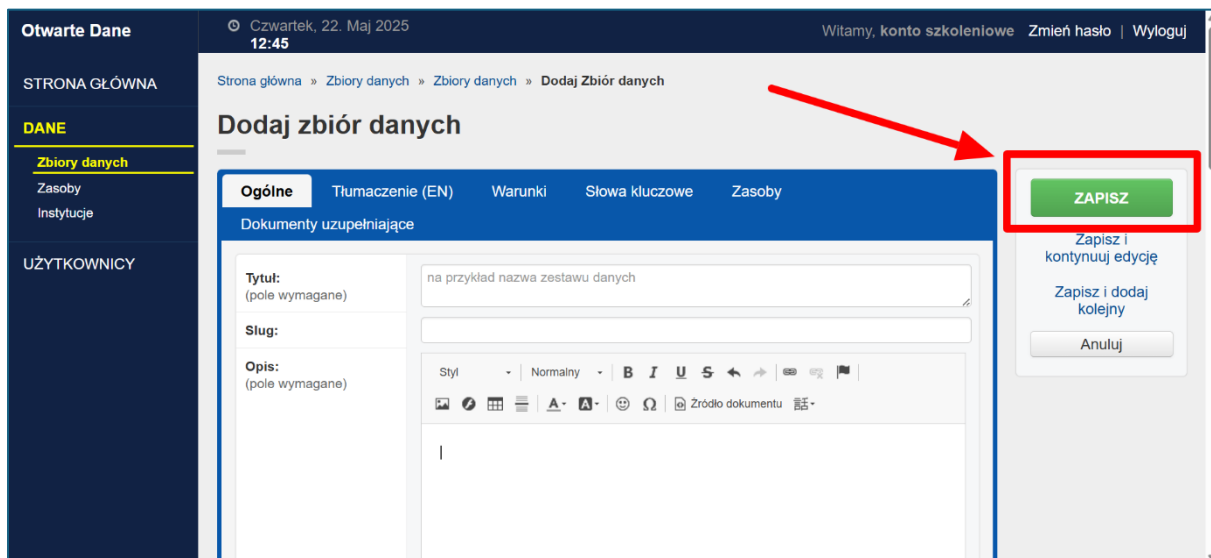 Otwarte Dane
Czwartek, 22. Maj 2025
12:45
Witamy, konto szkoleniowe Zmień hasło | Wyloguj
STRONA GŁÓWNA
DANE
Zbiory danych
Zasoby
Instytucje
UŻYTKOWNICY
Strona główna » Zbiory danych » Zbiory danych » Dodaj Zbiór danych
Dodaj zbiór danych
Ogólne Tłumaczenie (EN) Warunki Słowa kluczowe Zasoby
Dokumenty uzupełniające
Tytuł:
(pole wymagane)
na przykład nazwa zestawu danych
Slug:
Opis:
(pole wymagane)
Styl Normalny B I U S
A A Ω Źródło dokumentu 話
ZAPISZ
Zapisz i
kontynuuj edycję
Zapisz i dodaj
kolejny
Anuluj